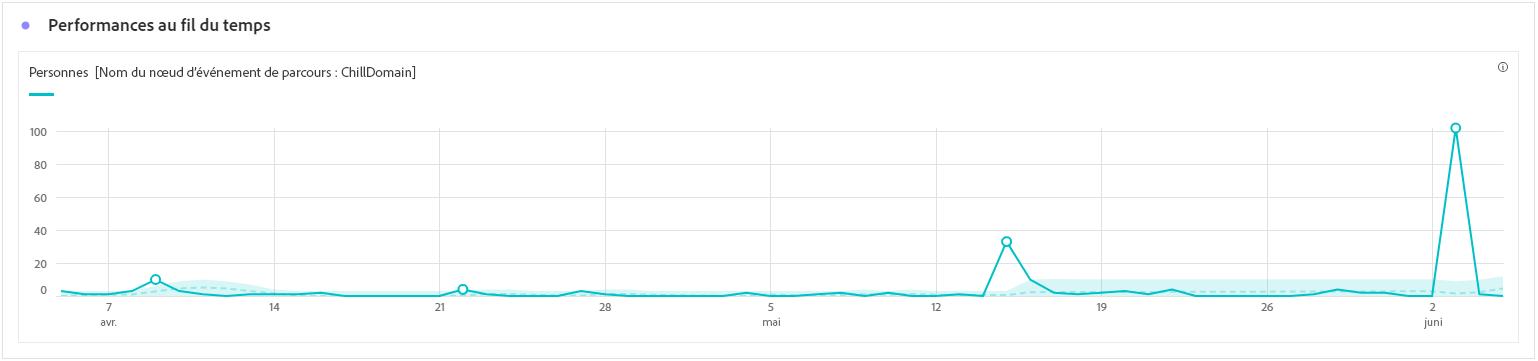 Performances au fil du temps
Personnes [Nom du nœud d'événement de parcours : ChillDomain]
100
80
60
40
20
0
7 14 21 28 5 12 19 26 2
avr. mai juni